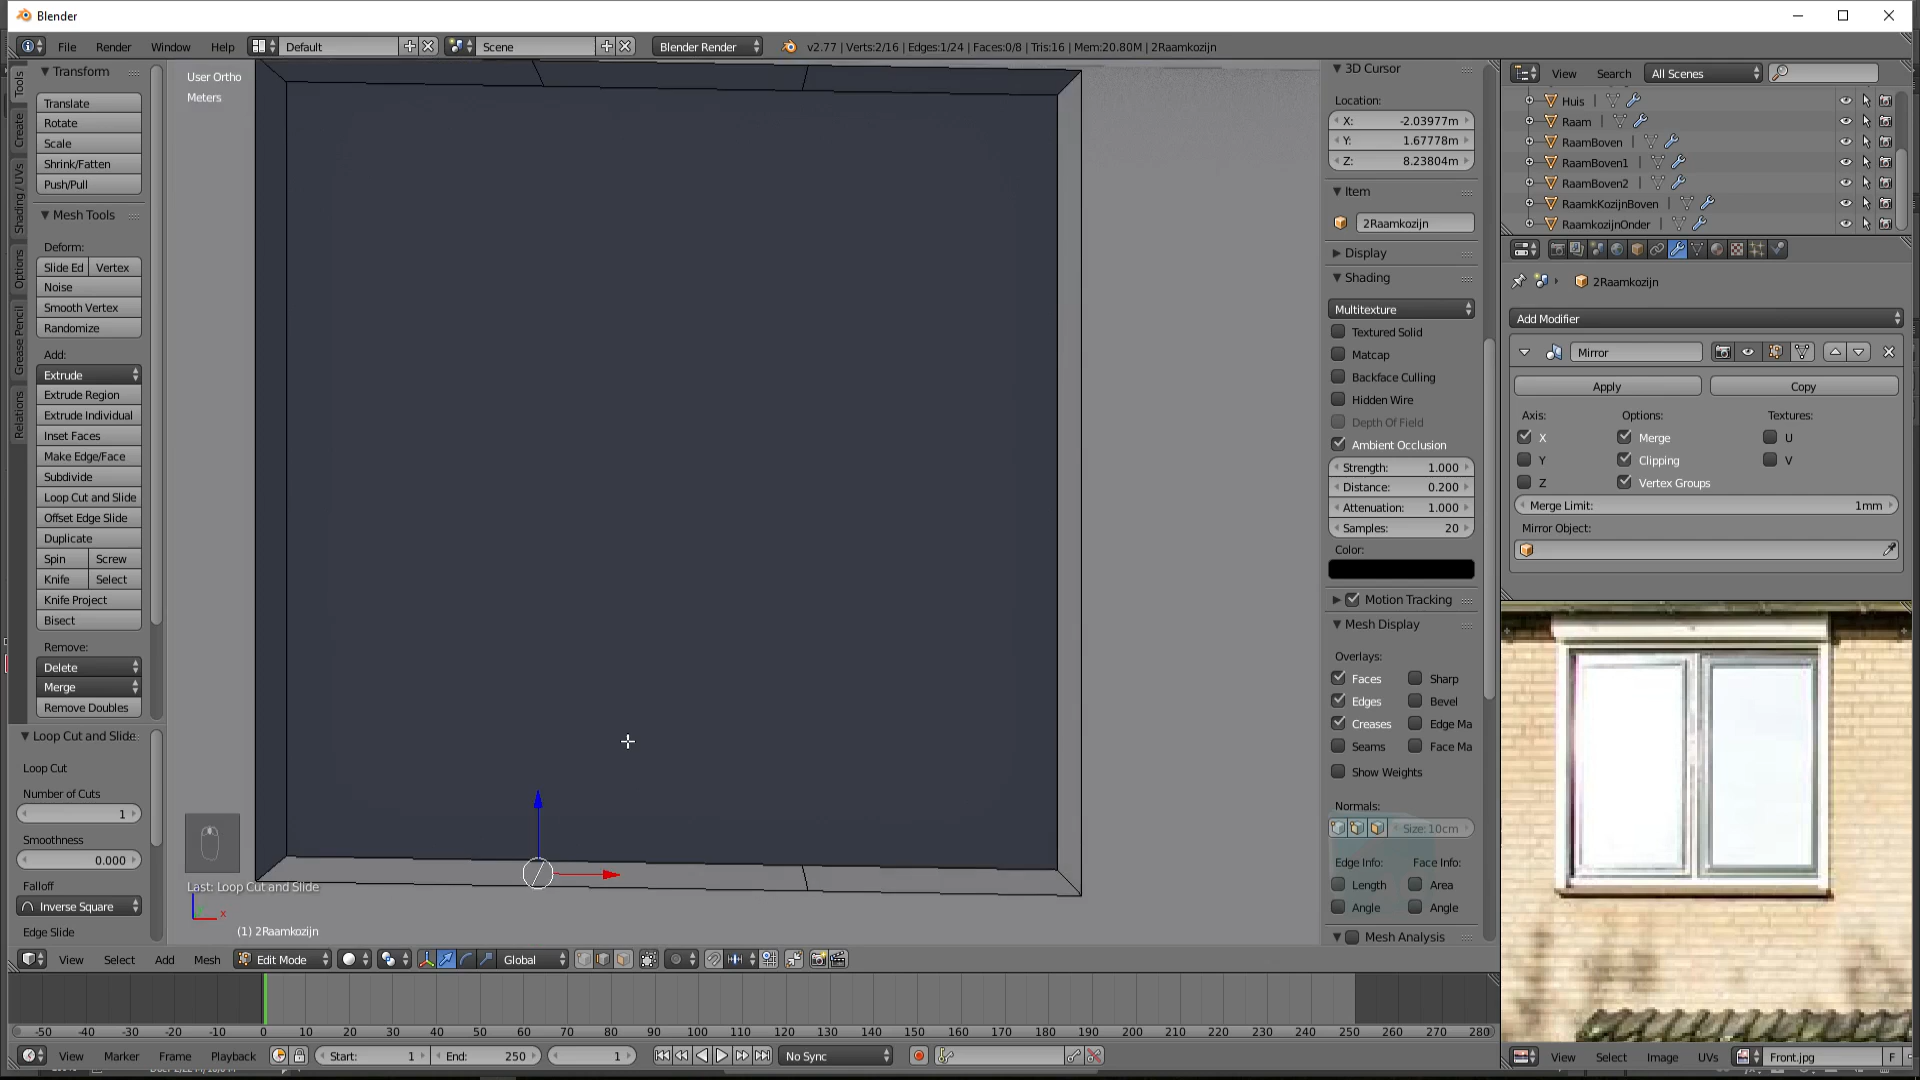 Blender
File Render Window Help Default Scene Blender Render v2.77 | Verts:2/16 | Edges:1/24 | Faces:0/8 | Tris:16 | Mem:20.80M | 2Raamkozijn
Tools
Create
Shading / UVs
Options
Grease Pencil
Relations
Transform
Translate
Rotate
Scale
Shrink/Fatten
Push/Pull
Mesh Tools
Deform:
Slide Ed Vertex
Noise
Smooth Vertex
Randomize
Add:
Extrude
Extrude Region
Extrude Individual
Inset Faces
Make Edge/Face
Subdivide
Loop Cut and Slide
Offset Edge Slide
Duplicate
Spin Screw
Knife Select
Knife Project
Bisect
Remove:
Delete
Merge
Remove Doubles
Loop Cut and Slide
Loop Cut
Number of Cuts
1
Smoothness
0.000
Falloff
Inverse Square
Edge Slide
User Ortho
Meters
Last: Loop Cut and Slide
x
(1) 2Raamkozijn
3D Cursor
Location:
X: -2.03977m
Y: 1.67778m
Z: 8.23804m
Item
2Raamkozijn
Display
Shading
Multitexture
Textured Solid
Matcap
Backface Culling
Hidden Wire
Depth Of Field
Ambient Occlusion
Strength: 1.000
Distance: 0.200
Attenuation: 1.000
Samples: 20
Color:
Motion Tracking
Mesh Display
Overlays:
Faces Sharp
Edges Bevel
Creases Edge Ma
Seams Face Ma
Show Weights
Normals:
Size: 10cm
Edge Info: Face Info:
Length Area
Angle Angle
Mesh Analysis
View Search All Scenes
Huis
Raam
RaamBoven
RaamBoven1
RaamBoven2
RaamkKozijnBoven
RaamkozijnOnder
2Raamkozijn
Add Modifier
Mirror
Apply Copy
Axis: Options: Textures:
X Merge U
Y Clipping V
Z Vertex Groups
Merge Limit: 1mm
Mirror Object:
View Select Add Mesh Edit Mode Global
-50 -40 -30 -20 -10 0 10 20 30 40 50 60 70 80 90 100 110 120 130 140 150 160 170 180 190 200 210 220 230 240 250 260 270 280
View Marker Frame Playback Start: 1 End: 250 1 No Sync
View Select Image UVs Front.jpg F